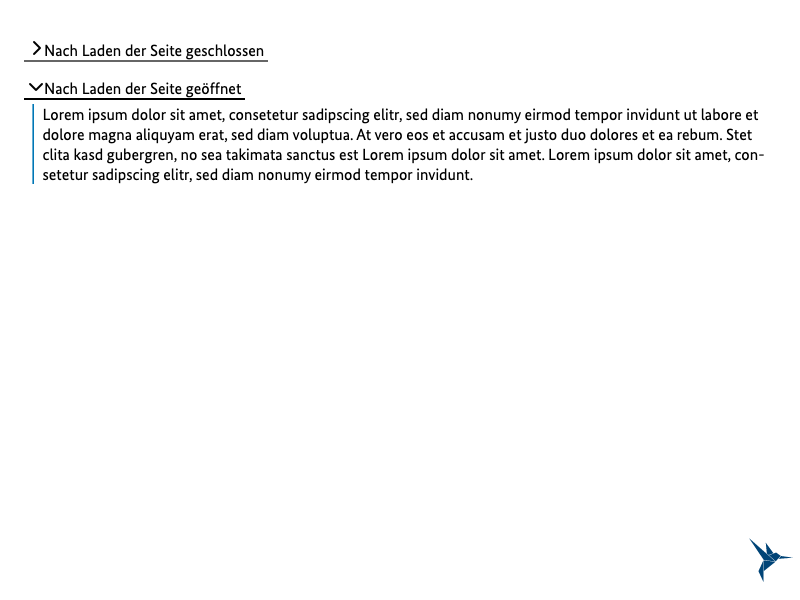 Nach Laden der Seite geschlossen
Nach Laden der Seite geöffnet
Lorem ipsum dolor sit amet, consetetur sadipscing elitr, sed diam nonumy eirmod tempor invidunt ut labore et
dolore magna aliquyam erat, sed diam voluptua. At vero eos et accusam et justo duo dolores et ea rebum. Stet
clita kasd gubergren, no sea takimata sanctus est Lorem ipsum dolor sit amet. Lorem ipsum dolor sit amet, con-
setetur sadipscing elitr, sed diam nonumy eirmod tempor invidunt.